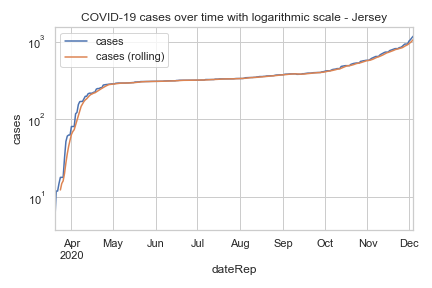 COVID-19 cases over time with logarithmic scale - Jersey
cases
cases (rolling)
10³
10²
10¹
cases
Apr May Jun Jul Aug Sep Oct Nov Dec
2020
dateRep